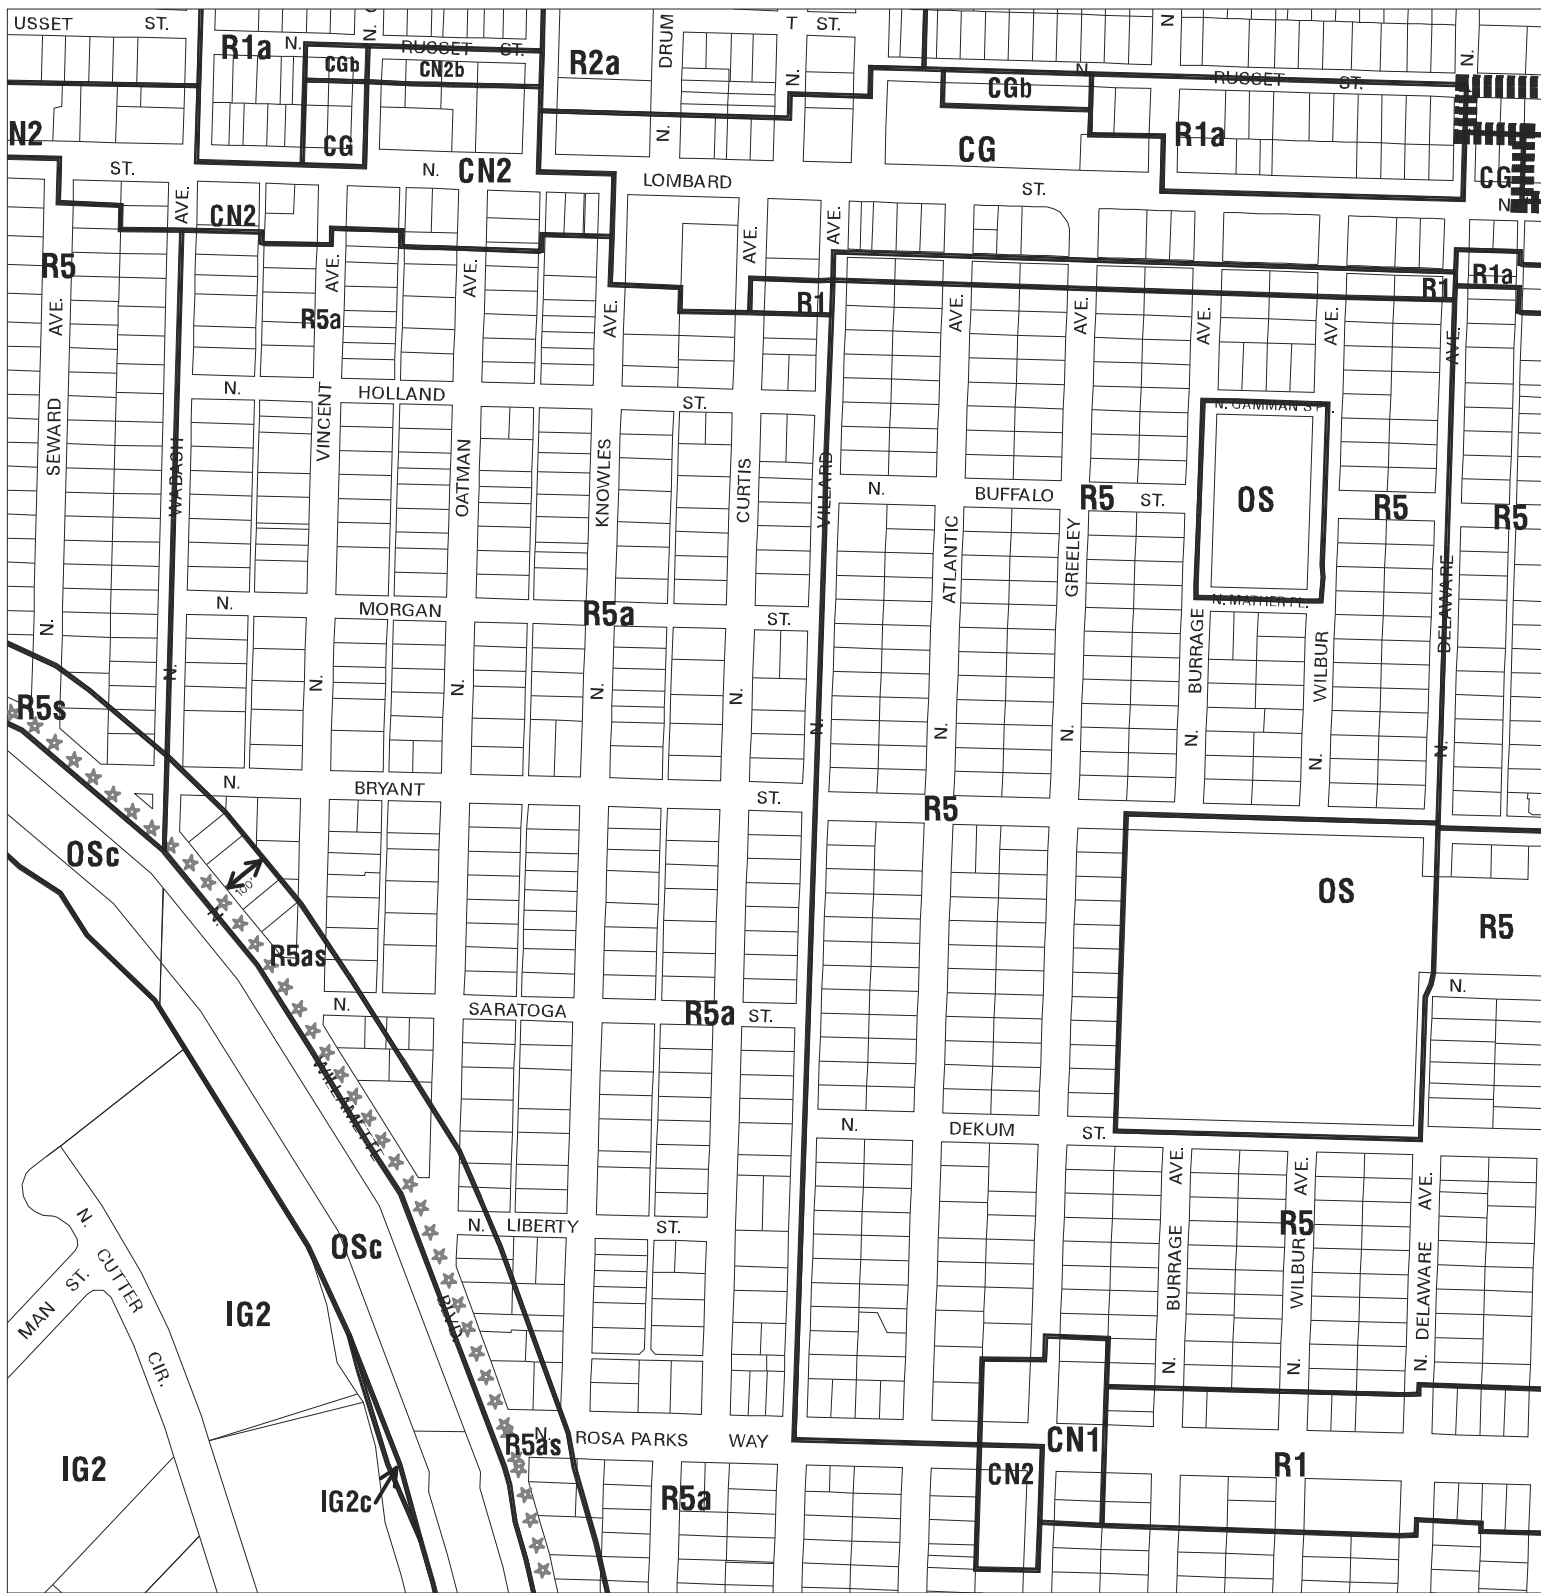 USSET ST.
N.
RUSSET ST.
DRUM
T ST.
N.
N.
R1a
CGb
CN2b
R2a
N.
CGb
N.
RUSSET ST.
N.
N2
CG
N.
CG
R1a
CG
N.
ST.
N. CN2
LOMBARD
ST.
AVE.
CN2
AVE.
AVE.
R5
AVE.
AVE.
R1a
R1
R1
AVE.
R5a
AVE.
AVE.
AVE.
AVE.
AVE.
AVE.
N.
HOLLAND
ST.
N. GAMMAN ST.
SEWARD
WABASH
VINCENT
OATMAN
KNOWLES
CURTIS
VILLARD
N.
BUFFALO
R5
ST.
OS
R5
R5
ATLANTIC
GREELEY
DELAWARE
N.
MORGAN
R5a
ST.
N. MATHER PL.
N.
N.
N.
N.
N.
N.
BURRAGE
WILBUR
R5s
N.
N.
N.
N.
N.
N.
N.
BRYANT
ST.
R5
OSc
100'
OS
R5
N.
R5as
N.
SARATOGA
R5a ST.
N.
WILLAMETTE
N.
DEKUM
ST.
AVE.
AVE.
AVE.
N.
CUTTER
CIR.
OSc
N. LIBERTY
ST.
R5
BURRAGE
WILBUR
DELAWARE
MAN ST.
IG2
BLVD.
N.
N.
N.
R5as
N. ROSA PARKS WAY
CN1
IG2
IG2c
R5a
CN2
R1